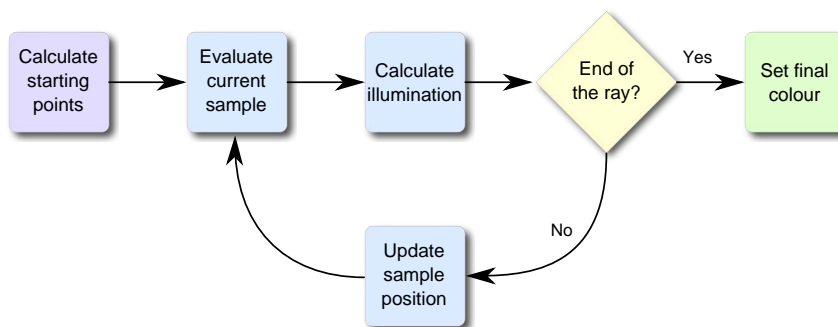 Calculate
starting
points
Evaluate
current
sample
Calculate
illumination
End of
the ray?
Yes
Set final
colour
No
Update
sample
position